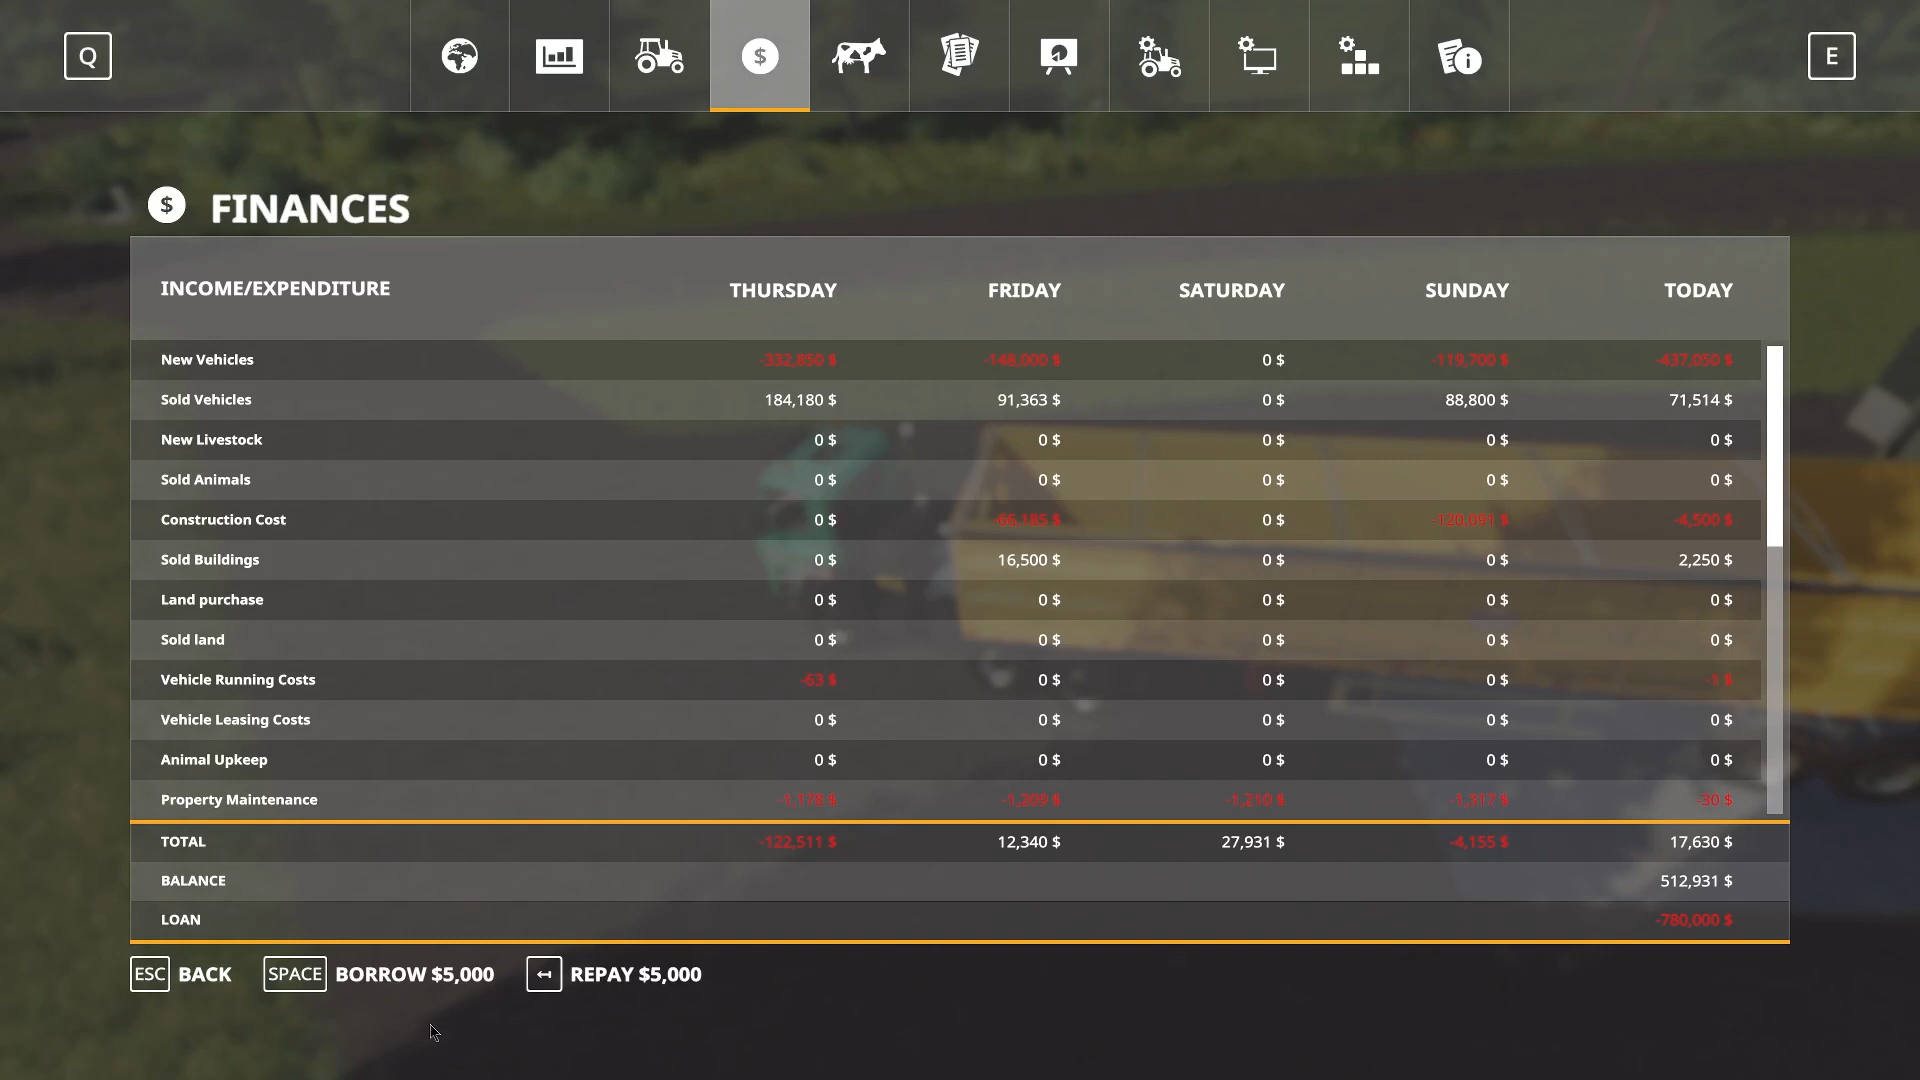 Q
$
E
$ FINANCES
INCOME/EXPENDITURE THURSDAY FRIDAY SATURDAY SUNDAY TODAY
New Vehicles -332,850 $ -148,000 $ 0 $ -119,700 $ -437,050 $
Sold Vehicles 184,180 $ 91,363 $ 0 $ 88,800 $ 71,514 $
New Livestock 0 $ 0 $ 0 $ 0 $ 0 $
Sold Animals 0 $ 0 $ 0 $ 0 $ 0 $
Construction Cost 0 $ -66,185 $ 0 $ -120,091 $ -4,500 $
Sold Buildings 0 $ 16,500 $ 0 $ 0 $ 2,250 $
Land purchase 0 $ 0 $ 0 $ 0 $ 0 $
Sold land 0 $ 0 $ 0 $ 0 $ 0 $
Vehicle Running Costs -63 $ 0 $ 0 $ 0 $ -1 $
Vehicle Leasing Costs 0 $ 0 $ 0 $ 0 $ 0 $
Animal Upkeep 0 $ 0 $ 0 $ 0 $ 0 $
Property Maintenance -1,178 $ -1,209 $ -1,210 $ -1,317 $ -30 $
TOTAL -122,511 $ 12,340 $ 27,931 $ -4,155 $ 17,630 $
BALANCE 512,931 $
LOAN -780,000 $
ESC BACK SPACE BORROW $5,000 REPAY $5,000